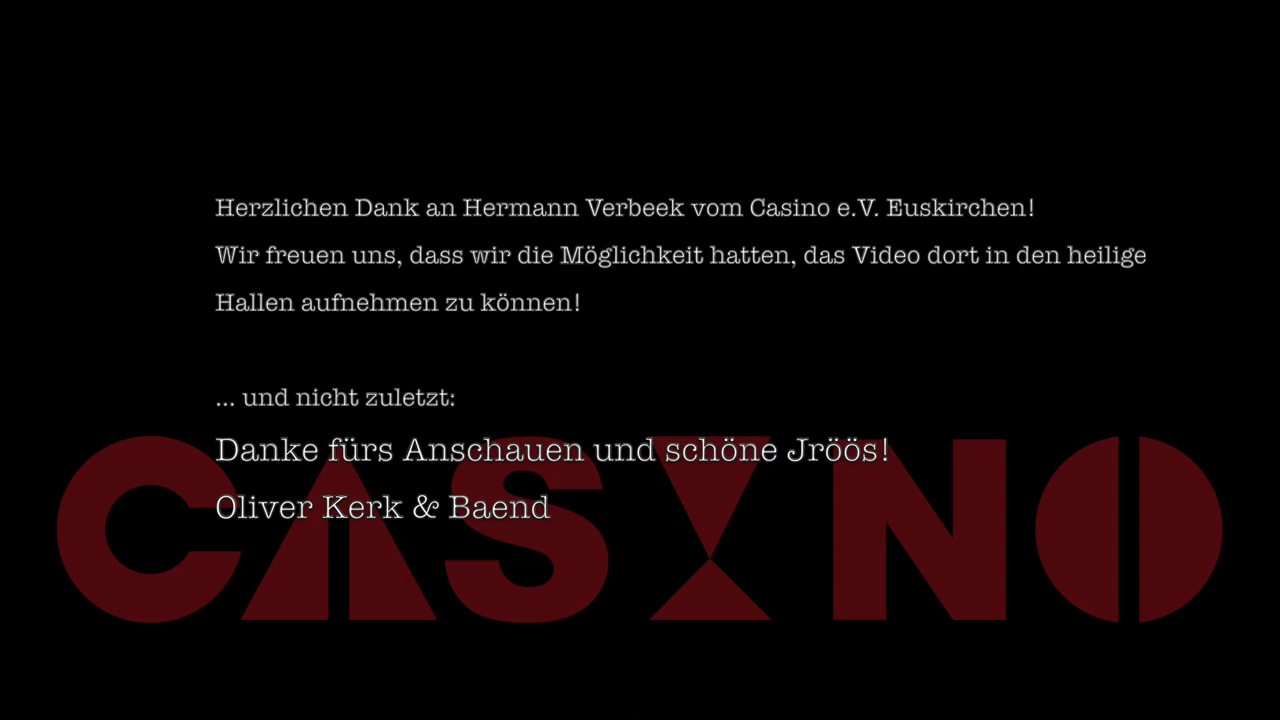 Herzlichen Dank an Hermann Verbeek vom Casino e.V. Euskirchen!
Wir freuen uns, dass wir die Möglichkeit hatten, das Video dort in den heilige
Hallen aufnehmen zu können!
... und nicht zuletzt:
Danke fürs Anschauen und schöne Jröös!
Oliver Kerk & Baend
CASINO